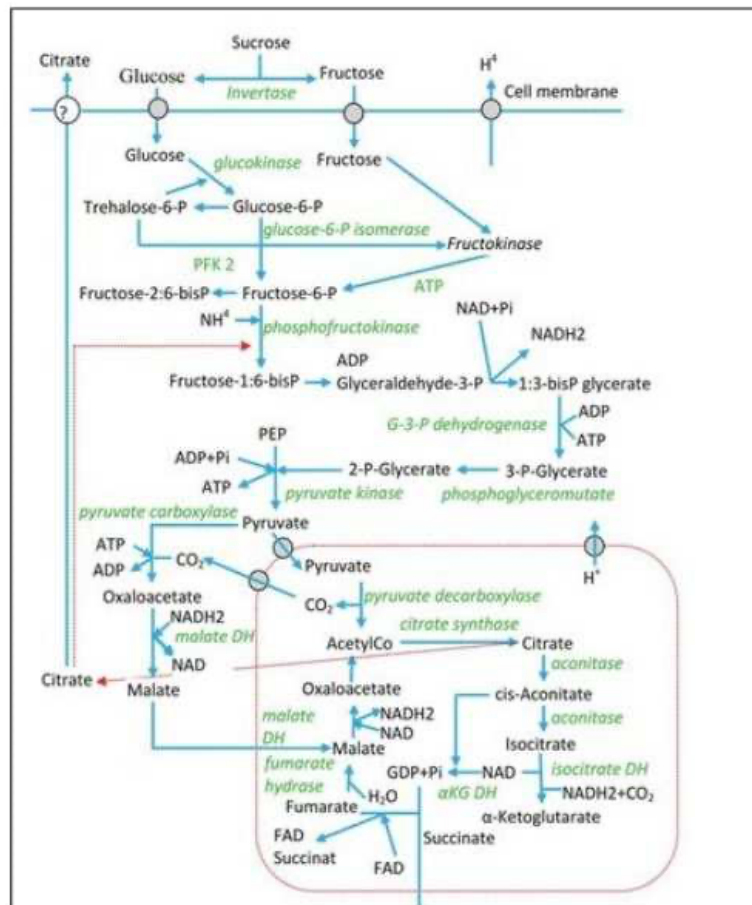 Sucrose
Citrate
Glucose
Fructose
H⁴
Invertase
Cell membrane
?
Glucose
Fructose
glucokinase
Trehalose-6-P
Glucose-6-P
glucose-6-P isomerase
Fructokinase
PFK 2
ATP
Fructose-2:6-bisP
Fructose-6-P
NAD+Pi
NH⁴
phosphofructokinase
NADH2
ADP
Fructose-1:6-bisP
Glyceraldehyde-3-P
1:3-bisP glycerate
G-3-P dehydrogenase
ADP
ATP
PEP
ADP+Pi
2-P-Glycerate
3-P-Glycerate
ATP
pyruvate kinase
phosphoglyceromutate
pyruvate carboxylase
Pyruvate
ATP
CO₂
ADP
Pyruvate
H⁺
Oxaloacetate
CO₂
pyruvate decarboxylase
NADH2
citrate synthase
malate DH
AcetylCo
Citrate
NAD
aconitase
Citrate
Malate
Oxaloacetate
cis-Aconitate
NADH2
aconitase
malate
NAD
DH
Malate
Isocitrate
fumarate
GDP+Pi
NAD
isocitrate DH
hydrase
H₂O
αKG DH
NADH2+CO₂
Fumarate
α-Ketoglutarate
FAD
Succinate
Succinat
FAD